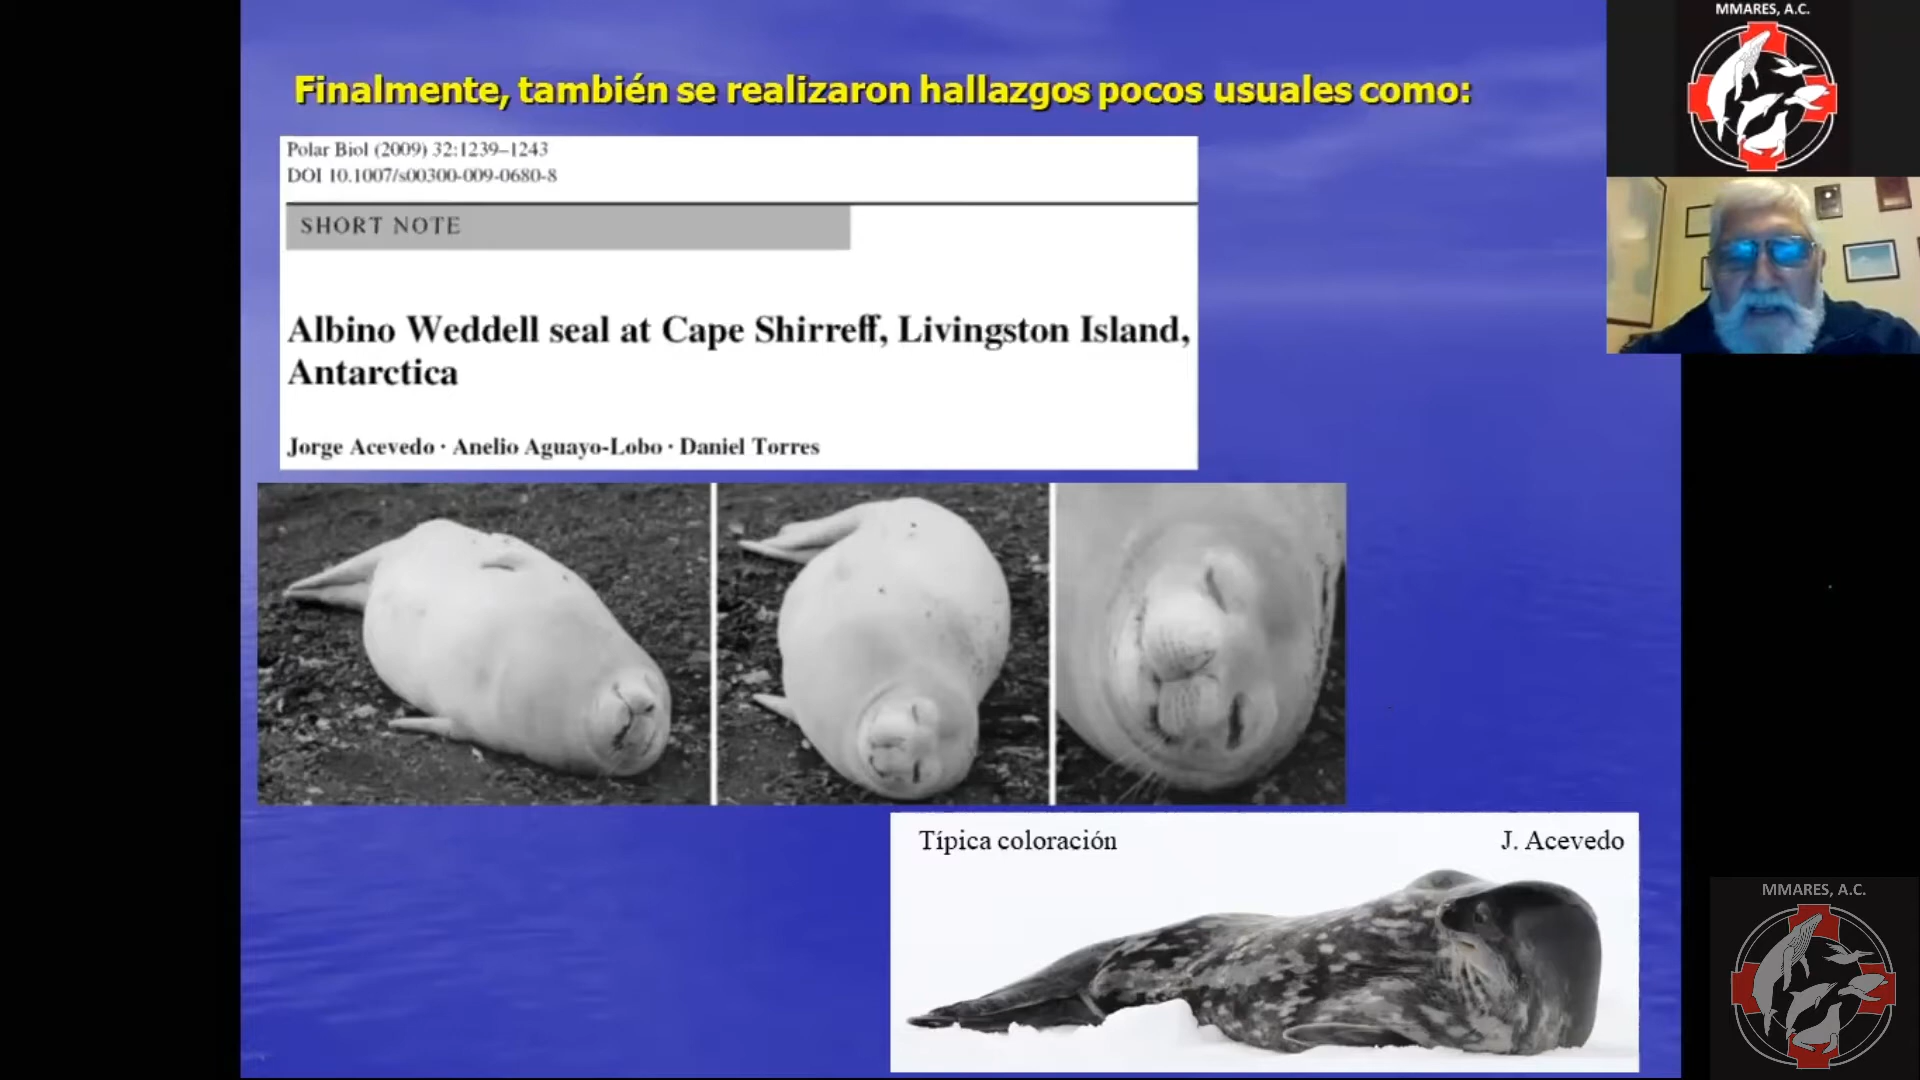 MMARES, A.C.
Finalmente, también se realizaron hallazgos pocos usuales como:
Polar Biol (2009) 32:1239–1243
DOI 10.1007/s00300-009-0680-8
SHORT NOTE
Albino Weddell seal at Cape Shirreff, Livingston Island,
Antarctica
Jorge Acevedo · Anelio Aguayo-Lobo · Daniel Torres
Típica coloración
J. Acevedo
MMARES, A.C.